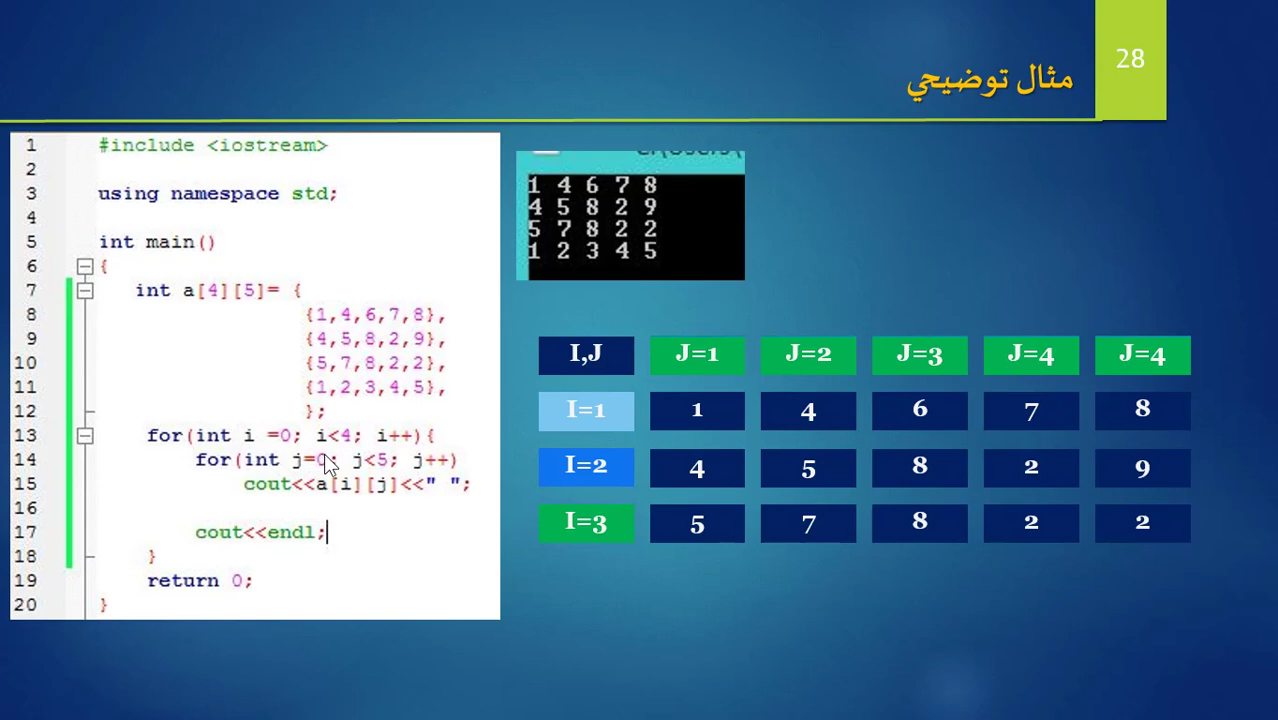 28
مثال توضيحي
1 #include <iostream>
2
3 using namespace std;
4
5 int main()
6 {
7 int a[4][5]= {
8 {1,4,6,7,8},
9 {4,5,8,2,9},
10 {5,7,8,2,2},
11 {1,2,3,4,5},
12 };
13 for(int i =0; i<4; i++){
14 for(int j=0; j<5; j++)
15 cout<<a[i][j]<<" ";
16
17 cout<<endl;
18 }
19 return 0;
20 }
1 4 6 7 8
4 5 8 2 9
5 7 8 2 2
1 2 3 4 5
I,J J=1 J=2 J=3 J=4 J=4
I=1 1 4 6 7 8
I=2 4 5 8 2 9
I=3 5 7 8 2 2